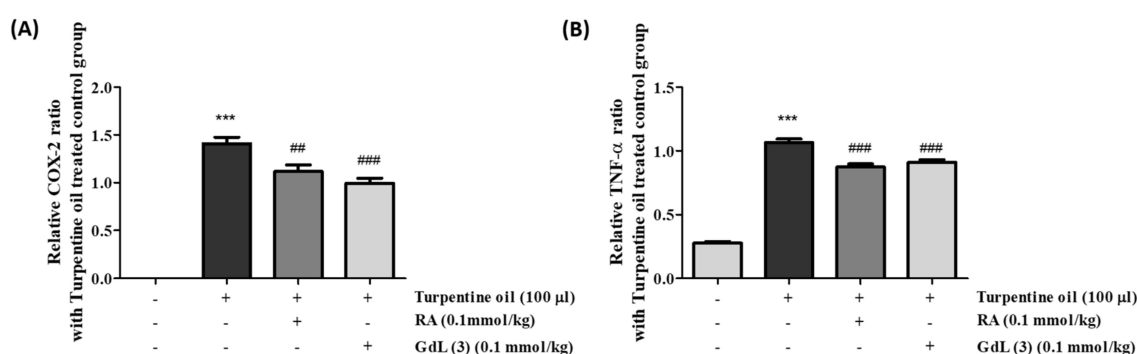 (A)
Relative COX-2 ratio
with Turpentine oil treated control group
2.0
1.5
1.0
0.5
0.0
***
##
###
- + + + Turpentine oil (100 µl)
- - + - RA (0.1mmol/kg)
- - - + GdL (3) (0.1 mmol/kg)
(B)
Relative TNF-α ratio
with Turpentine oil treated control group
1.5
1.0
0.5
0.0
***
###
###
- + + + Turpentine oil (100 µl)
- - + - RA (0.1 mmol/kg)
- - - + GdL (3) (0.1 mmol/kg)